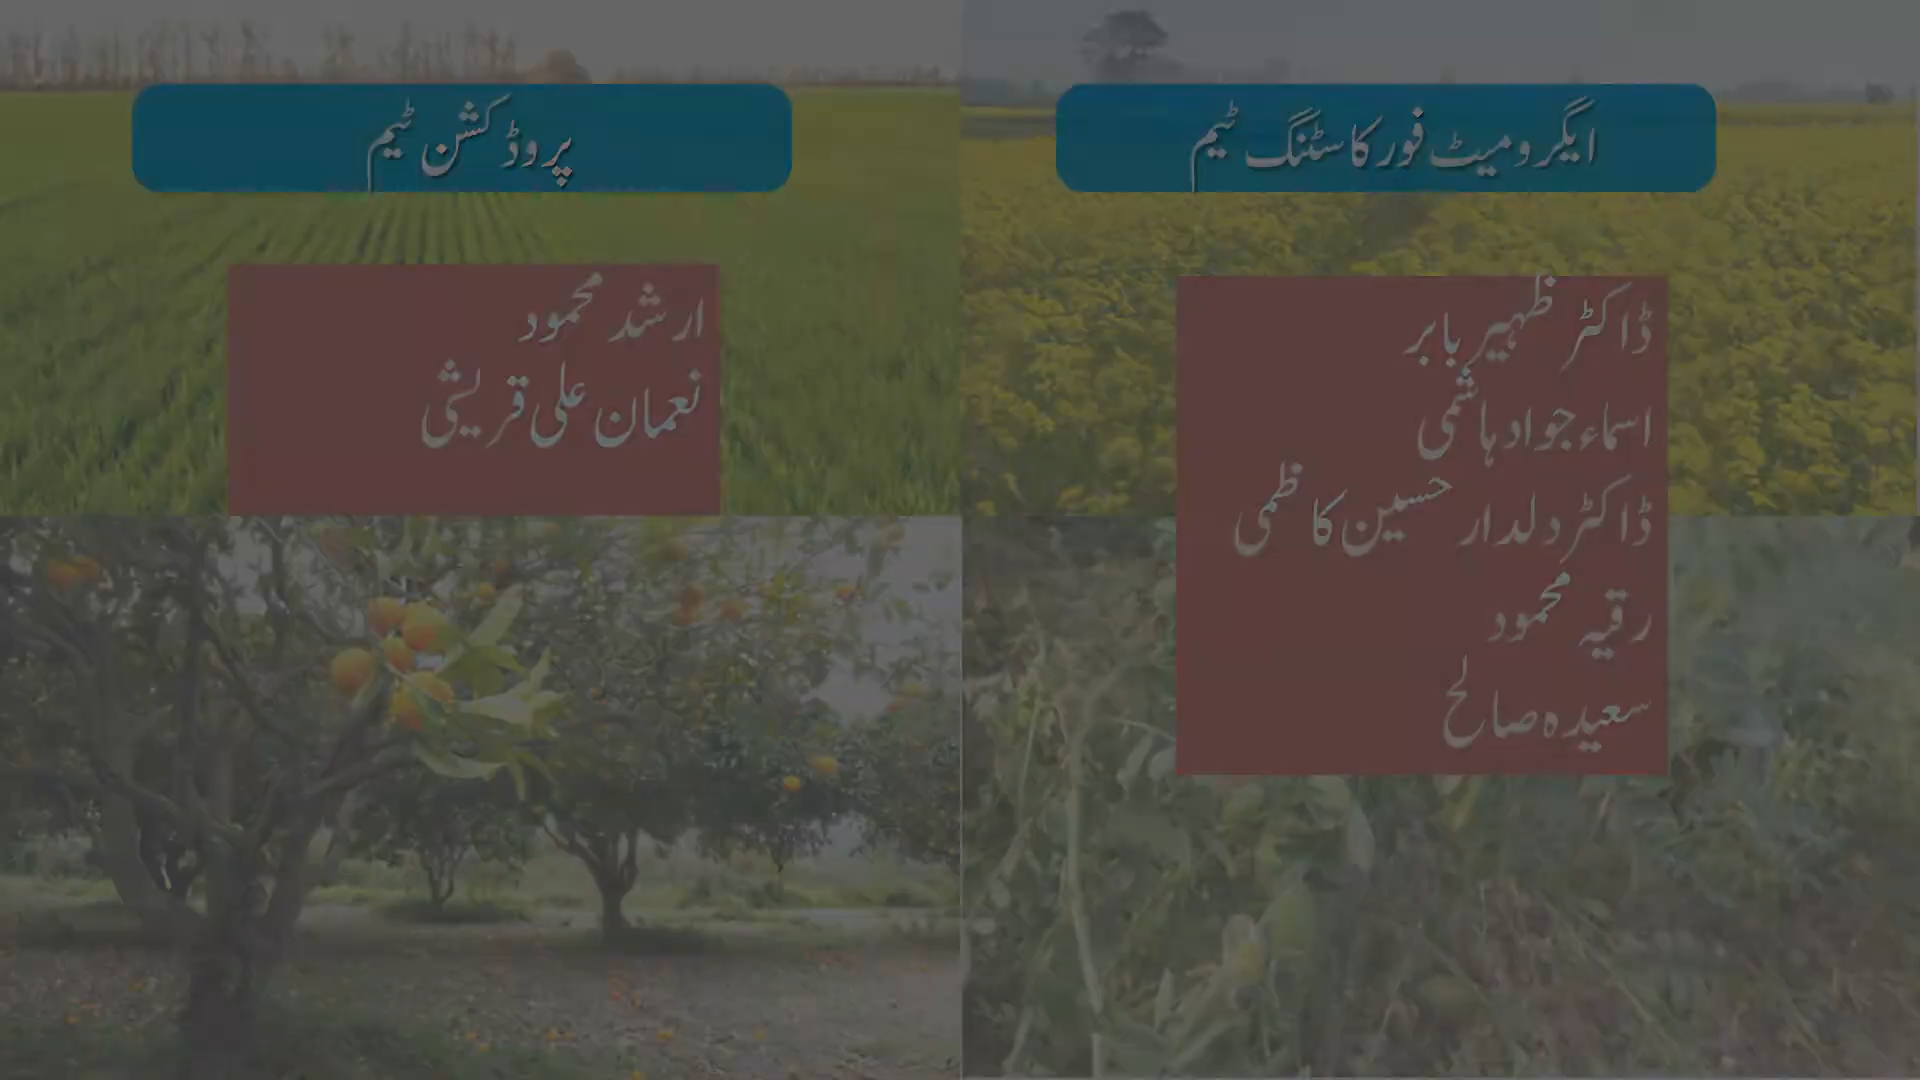 ایگرومیٹ فورکاسٹنگ ٹیم
ڈاکٹر ظہیر بابر
اسماء جواد ہاشمی
ڈاکٹر دلدار حسین کاظمی
رقیہ محمود
سعیدہ صالح
پروڈکشن ٹیم
ارشد محمود
نعمان علی قریشی